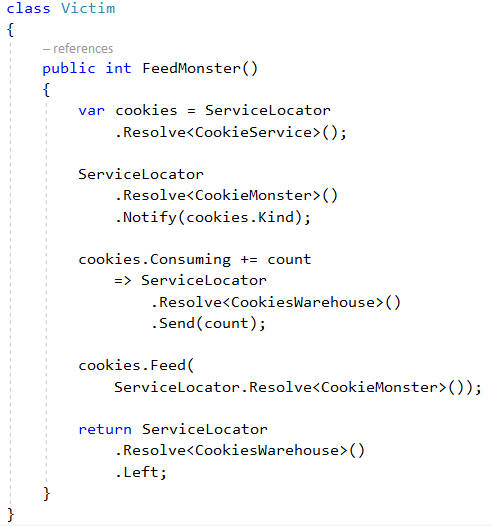 class Victim
{
– references
public int FeedMonster()
{
var cookies = ServiceLocator
.Resolve<CookieService>();
ServiceLocator
.Resolve<CookieMonster>()
.Notify(cookies.Kind);
cookies.Consuming += count
=> ServiceLocator
.Resolve<CookiesWarehouse>()
.Send(count);
cookies.Feed(
ServiceLocator.Resolve<CookieMonster>());
return ServiceLocator
.Resolve<CookiesWarehouse>()
.Left;
}
}